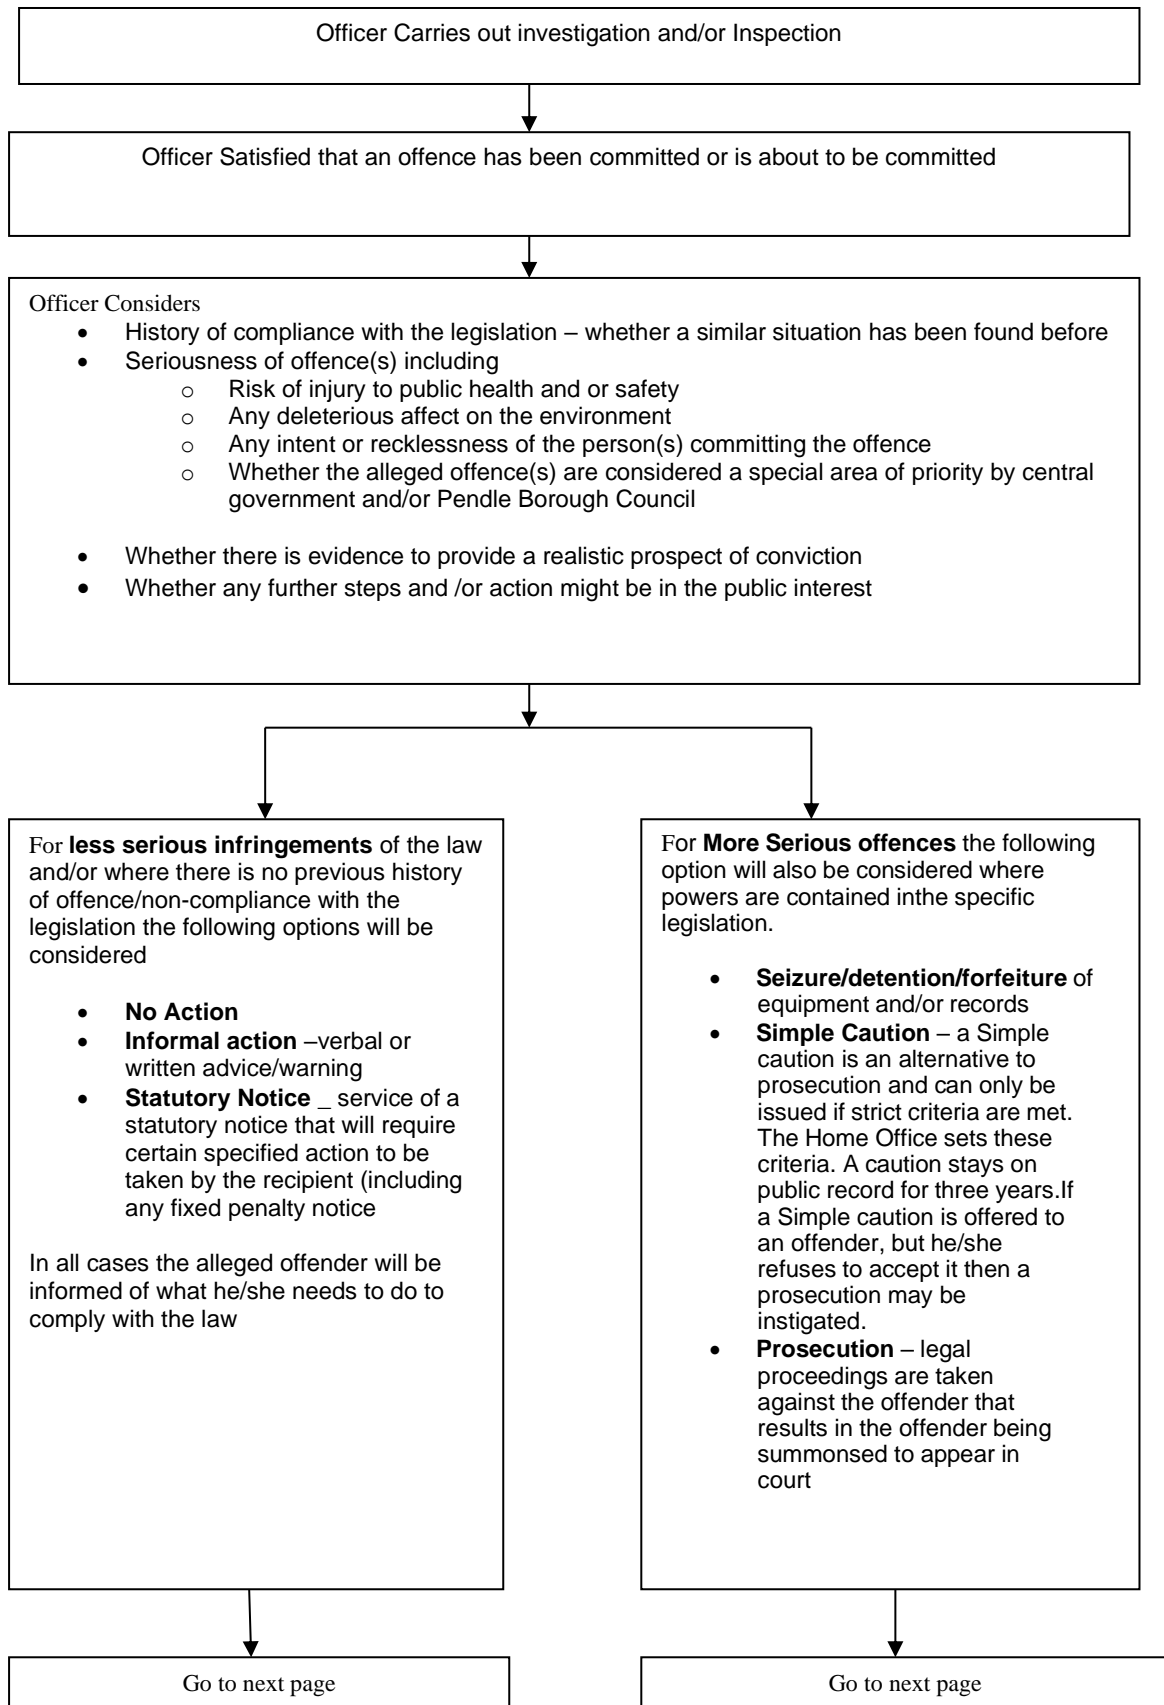 Officer Carries out investigation and/or Inspection
Officer Satisfied that an offence has been committed or is about to be committed
Officer Considers
• History of compliance with the legislation – whether a similar situation has been found before
• Seriousness of offence(s) including
o Risk of injury to public health and or safety
o Any deleterious affect on the environment
o Any intent or recklessness of the person(s) committing the offence
o Whether the alleged offence(s) are considered a special area of priority by central
government and/or Pendle Borough Council
• Whether there is evidence to provide a realistic prospect of conviction
• Whether any further steps and /or action might be in the public interest
For less serious infringements of the law
and/or where there is no previous history
of offence/non-compliance with the
legislation the following options will be
considered
• No Action
• Informal action –verbal or
written advice/warning
• Statutory Notice _ service of a
statutory notice that will require
certain specified action to be
taken by the recipient (including
any fixed penalty notice
In all cases the alleged offender will be
informed of what he/she needs to do to
comply with the law
For More Serious offences the following
option will also be considered where
powers are contained inthe specific
legislation.
• Seizure/detention/forfeiture of
equipment and/or records
• Simple Caution – a Simple
caution is an alternative to
prosecution and can only be
issued if strict criteria are met.
The Home Office sets these
criteria. A caution stays on
public record for three years.If
a Simple caution is offered to
an offender, but he/she
refuses to accept it then a
prosecution may be
instigated.
• Prosecution – legal
proceedings are taken
against the offender that
results in the offender being
summonsed to appear in
court
Go to next page
Go to next page